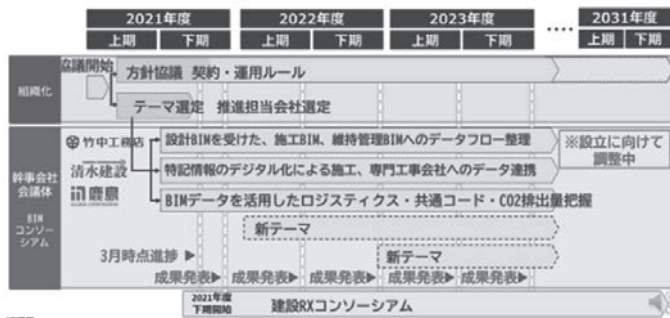 2021年度 2022年度 2023年度 ‥‥ 2031年度
上期 下期 上期 下期 上期 下期 上期 下期
組織化
協議開始
方針協議 契約・運用ルール
テーマ選定 推進担当会社選定
幹事会社
会議体
BIM
コンソー
シアム
竹中工務店
清水建設
鹿島
設計BIMを受けた、施工BIM、維持管理BIMへのデータフロー整理
特記情報のデジタル化による施工、専門工事会社へのデータ連携
BIMデータを活用したロジスティクス・共通コード・CO2排出量把握
※設立に向けて
調整中
新テーマ
3月時点進捗▶
新テーマ
成果発表▶ 成果発表▶ 成果発表▶ 成果発表▶ 成果発表▶
2021年度
下期開始
建設RXコンソーシアム